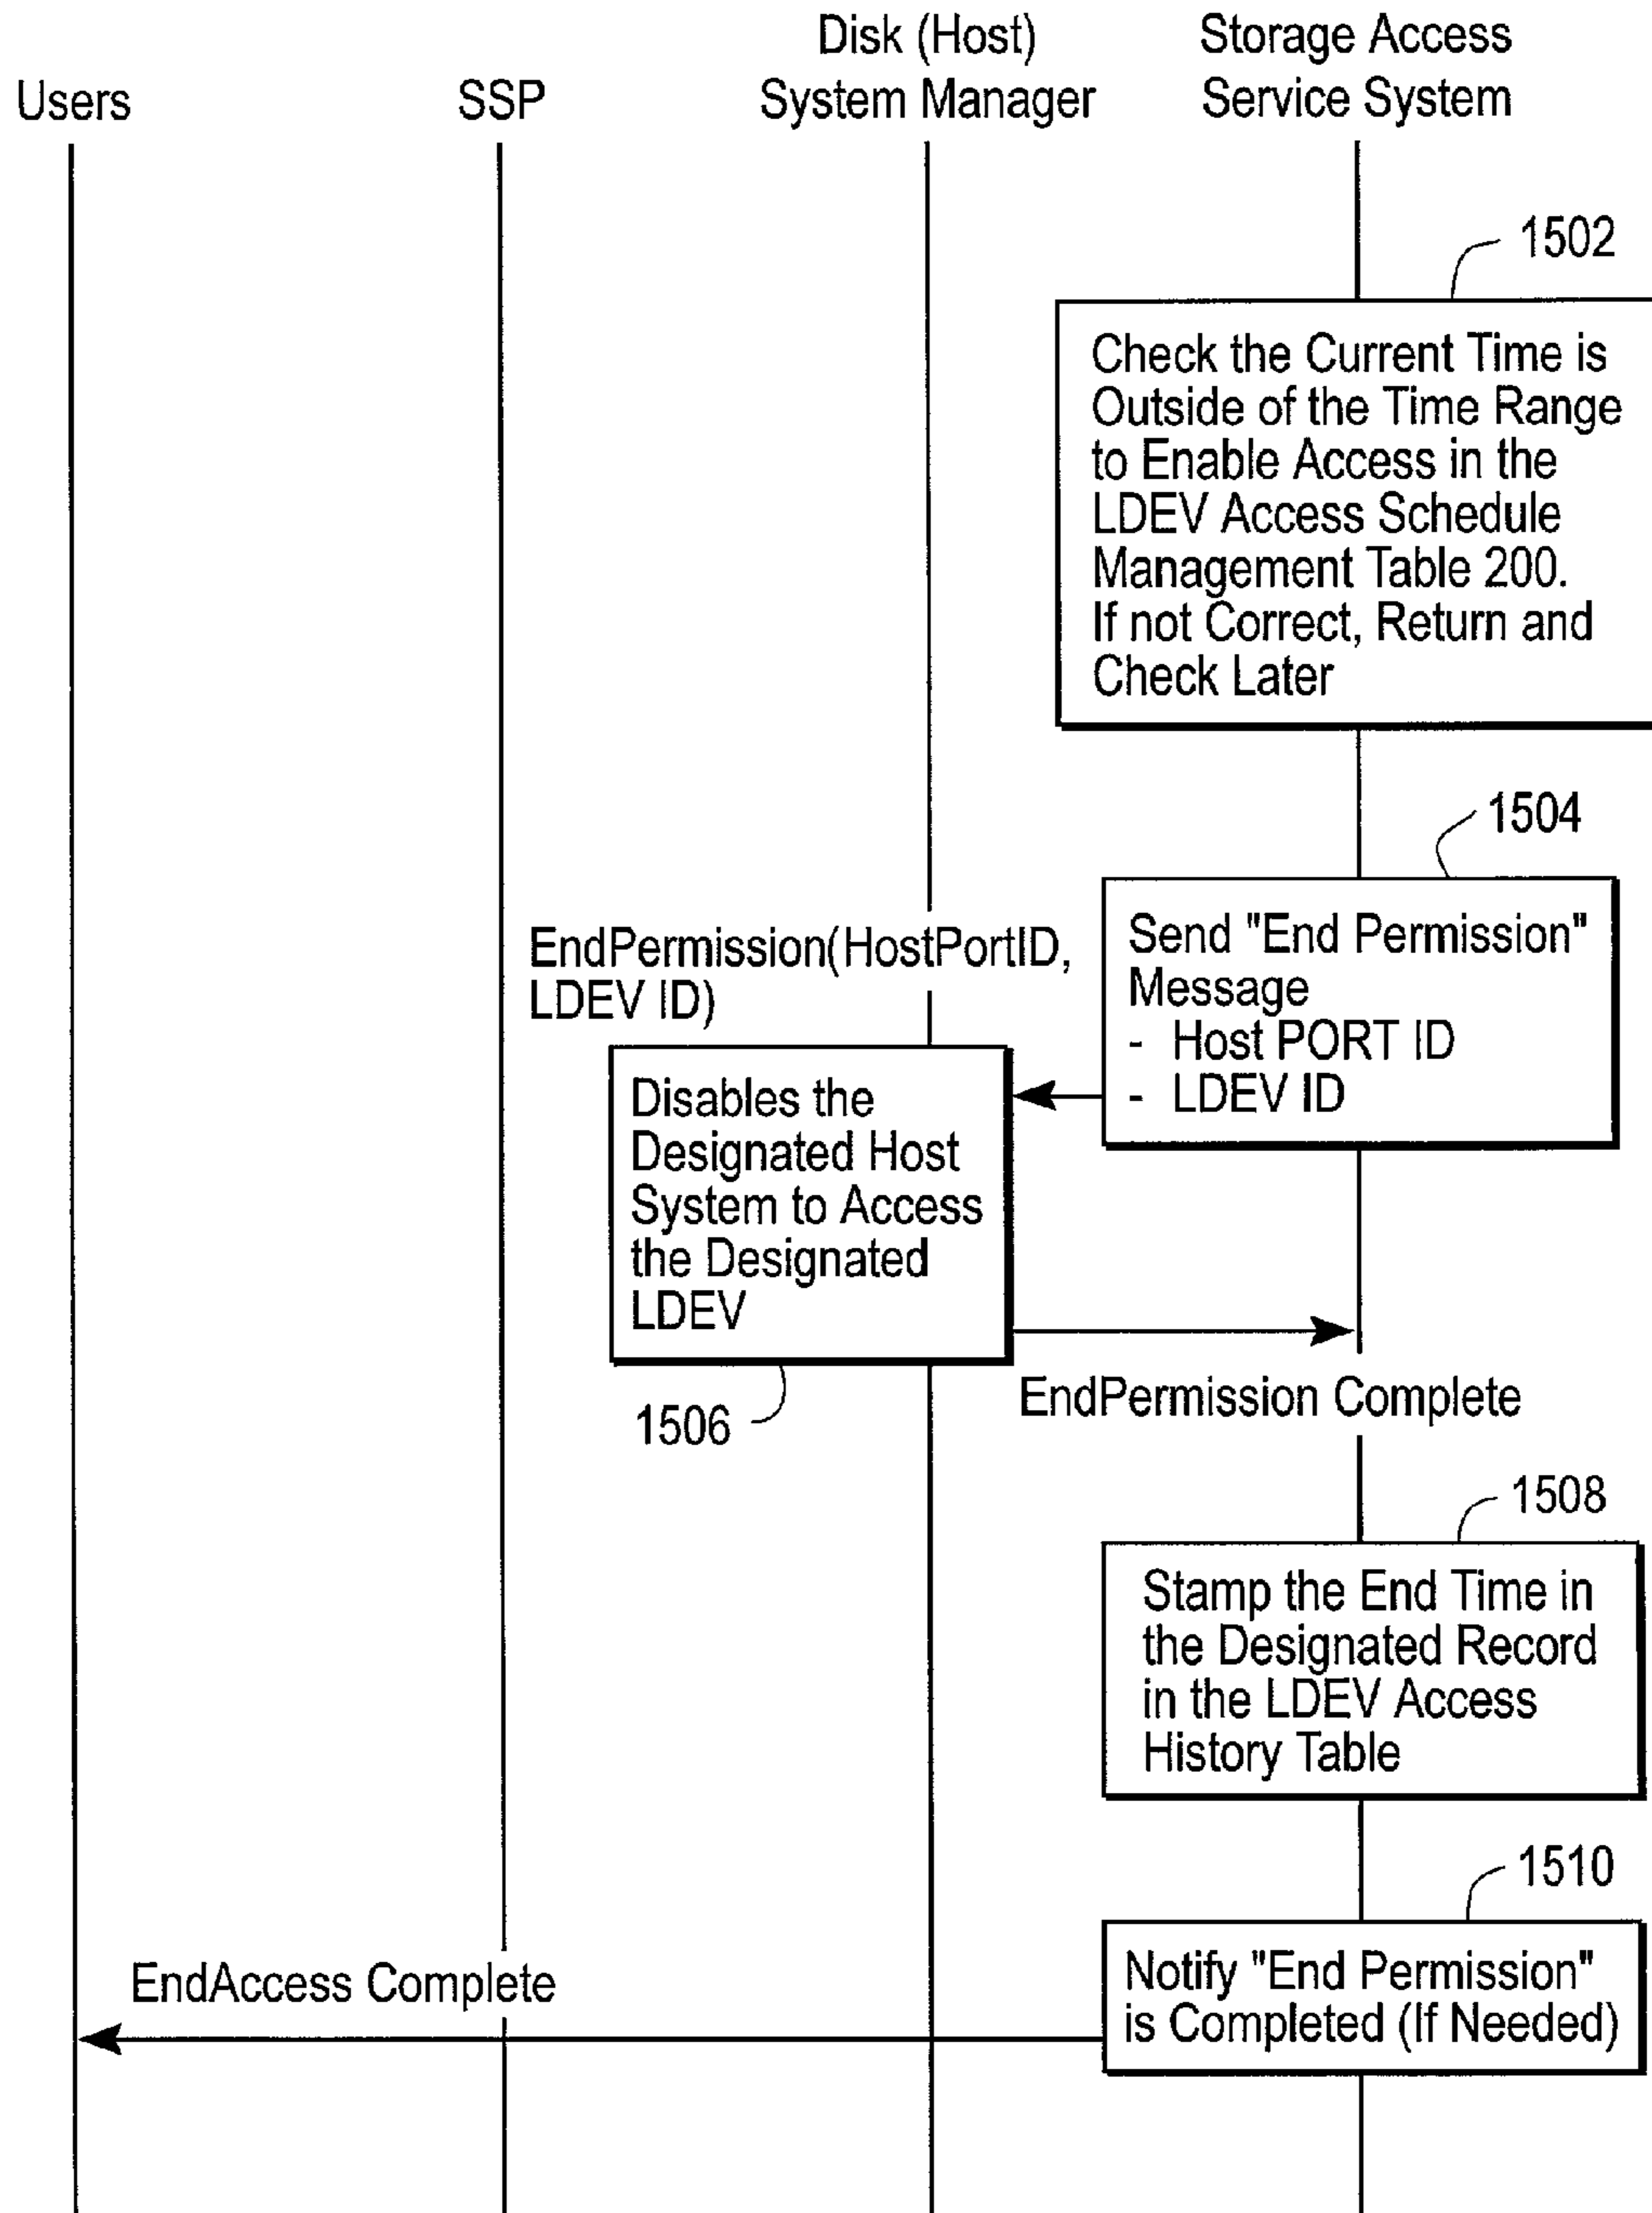 Users
SSP
Disk (Host)
System Manager
Storage Access
Service System
1502
Check the Current Time is
Outside of the Time Range
to Enable Access in the
LDEV Access Schedule
Management Table 200.
If not Correct, Return and
Check Later
1504
Send "End Permission"
Message
- Host PORT ID
- LDEV ID
EndPermission(HostPortID,
LDEV ID)
Disables the
Designated Host
System to Access
the Designated
LDEV
1506
EndPermission Complete
1508
Stamp the End Time in
the Designated Record
in the LDEV Access
History Table
1510
Notify "End Permission"
is Completed (If Needed)
EndAccess Complete